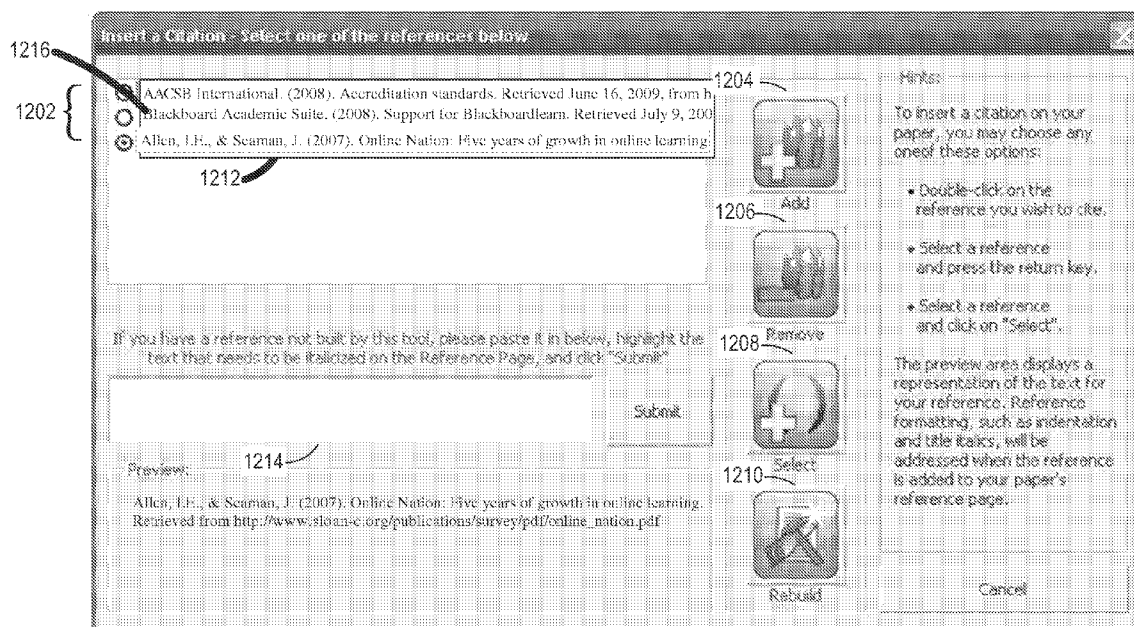 Insert a Citation - Select one of the references below
1216
1202
AACSB International. (2008). Accreditation standards. Retrieved June 16, 2009, from h
Blackboard Academic Suite. (2008). Support for Blackboardlearn. Retrieved July 9, 200
Allen, I.E., & Seaman, J. (2007). Online Nation: Five years of growth in online learning.
1212
If you have a reference not built by this tool, please paste it in below, highlight the
text that needs to be italicized on the Reference Page, and click "Submit"
Submit
1214
Preview:
Allen, I.E., & Seaman, J. (2007). Online Nation: Five years of growth in online learning.
Retrieved from http://www.sloan-c.org/publications/survey/pdf/online_nation.pdf
1204
Add
1206
Remove
1208
Select
1210
Rebuild
Hints:
To insert a citation on your
paper, you may choose any
oneof these options:
• Double-click on the
reference you wish to cite.
• Select a reference
and press the return key.
• Select a reference
and click on "Select".
The preview area displays a
representation of the text for
your reference. Reference
formatting, such as indentation
and title italics, will be
addressed when the reference
is added to your paper's
reference page.
Cancel